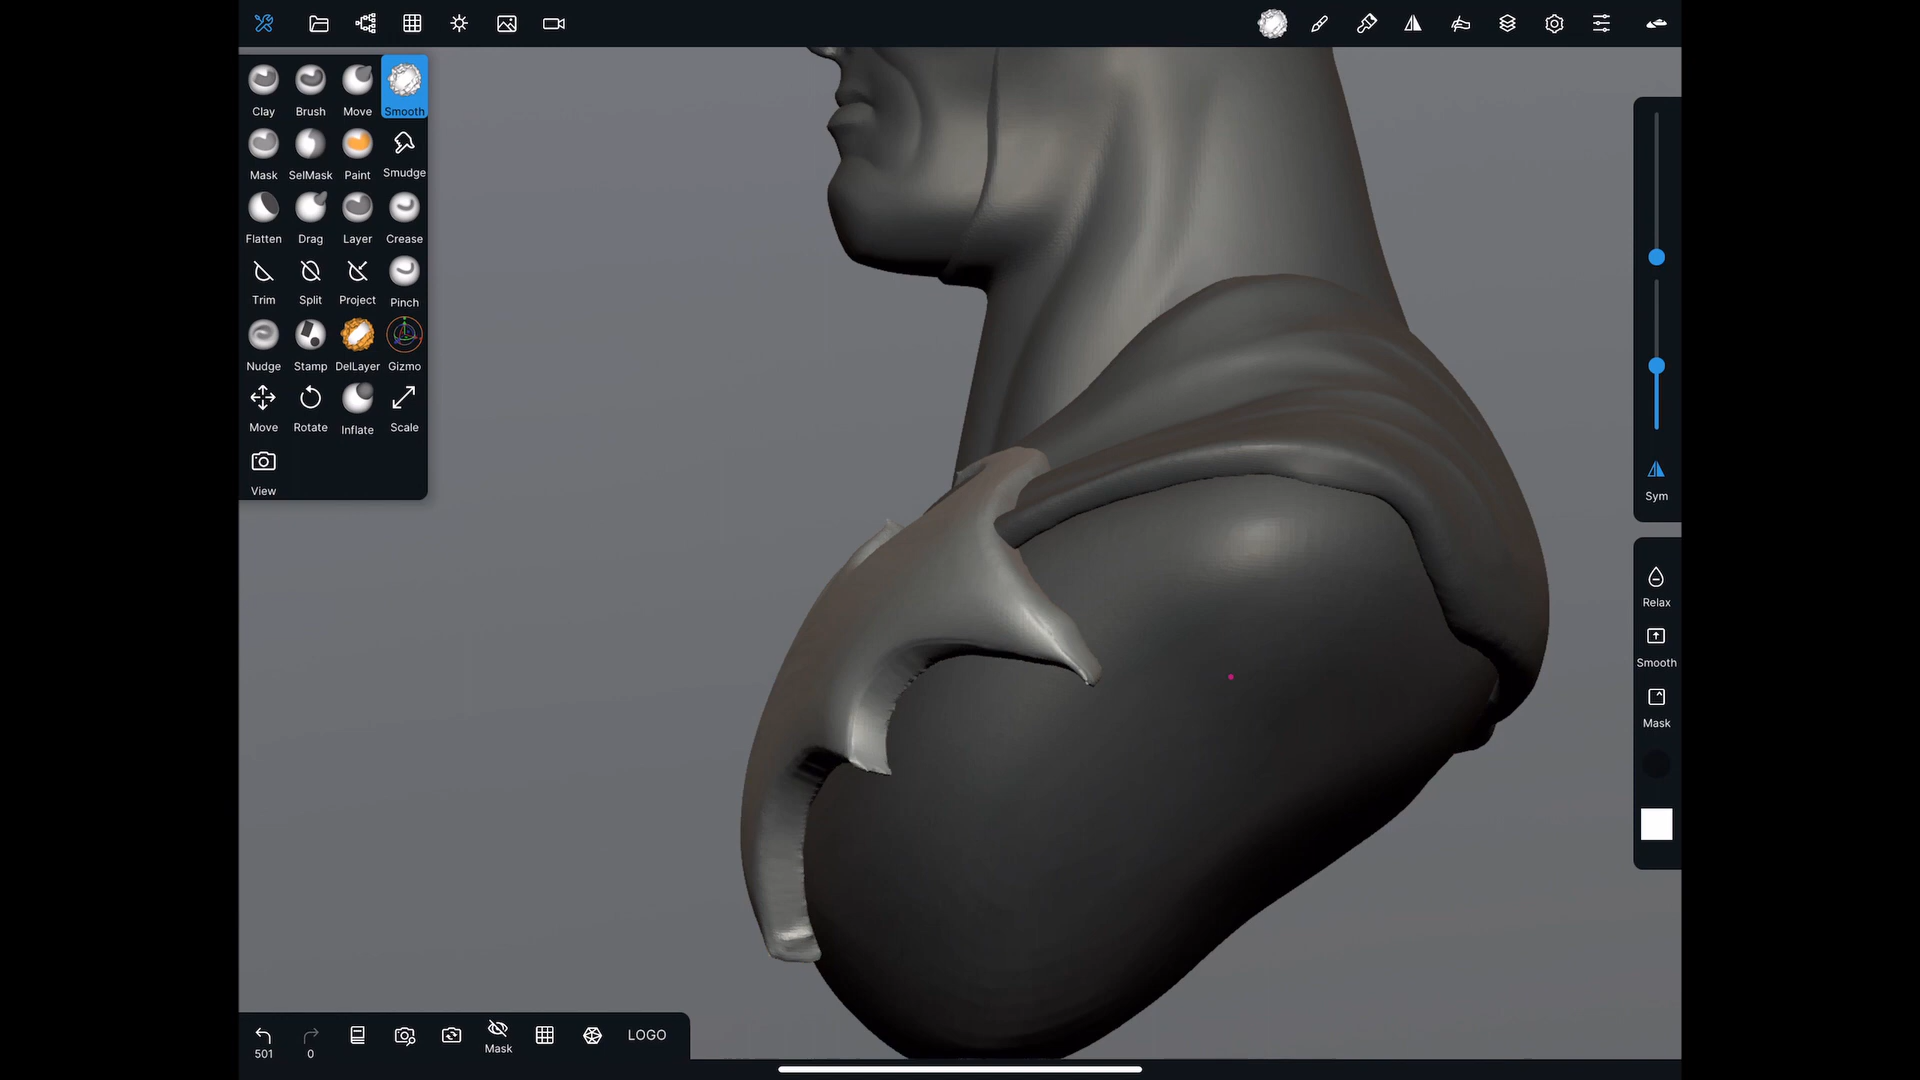 Clay Brush Move Smooth
Mask SelMask Paint Smudge
Flatten Drag Layer Crease
Trim Split Project Pinch
Nudge Stamp DelLayer Gizmo
Move Rotate Inflate Scale
View
Sym
Relax
Smooth
Mask
501 0 Mask LOGO